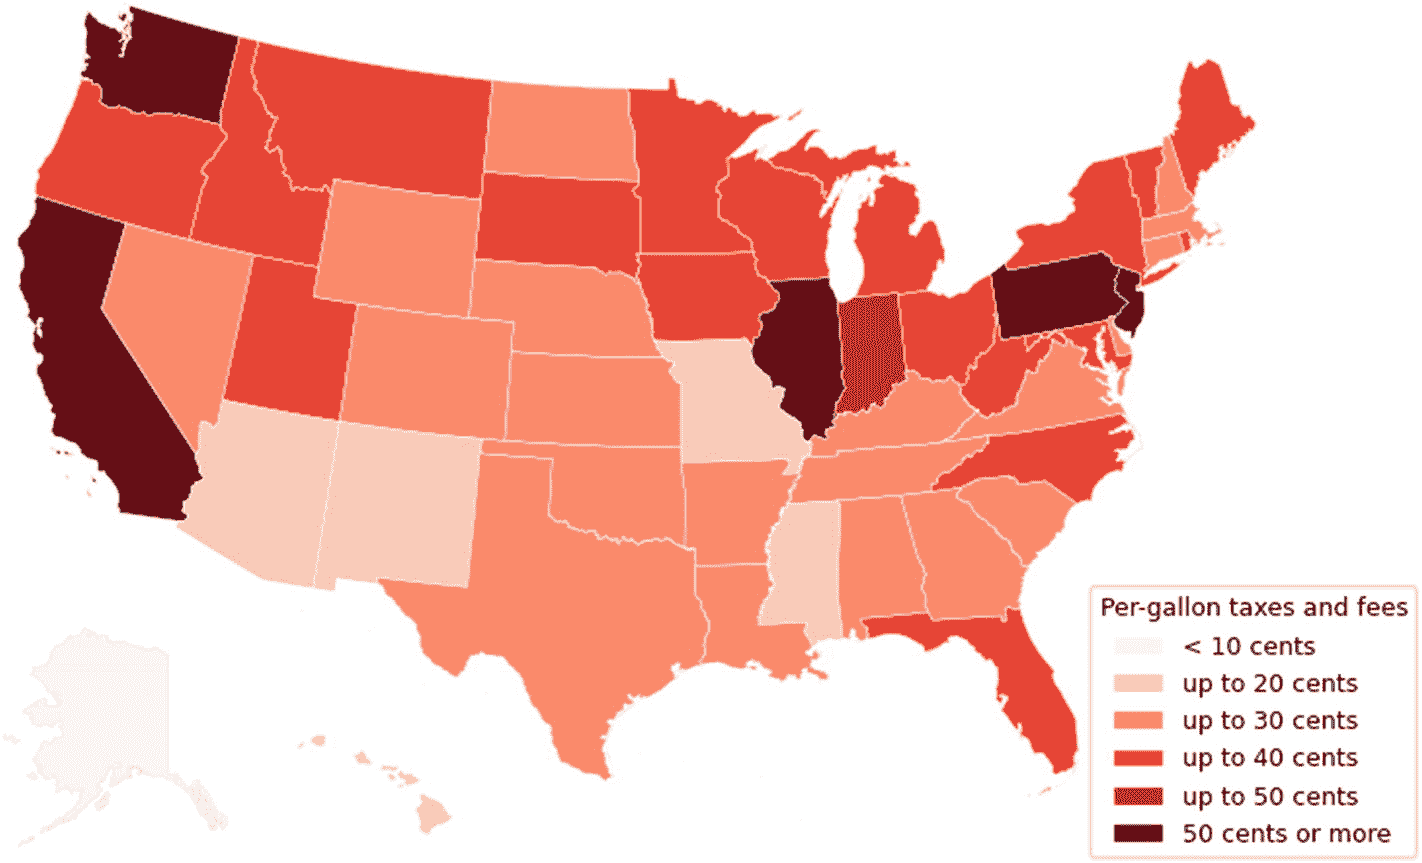 Per-gallon taxes and fees
< 10 cents
up to 20 cents
up to 30 cents
up to 40 cents
up to 50 cents
50 cents or more